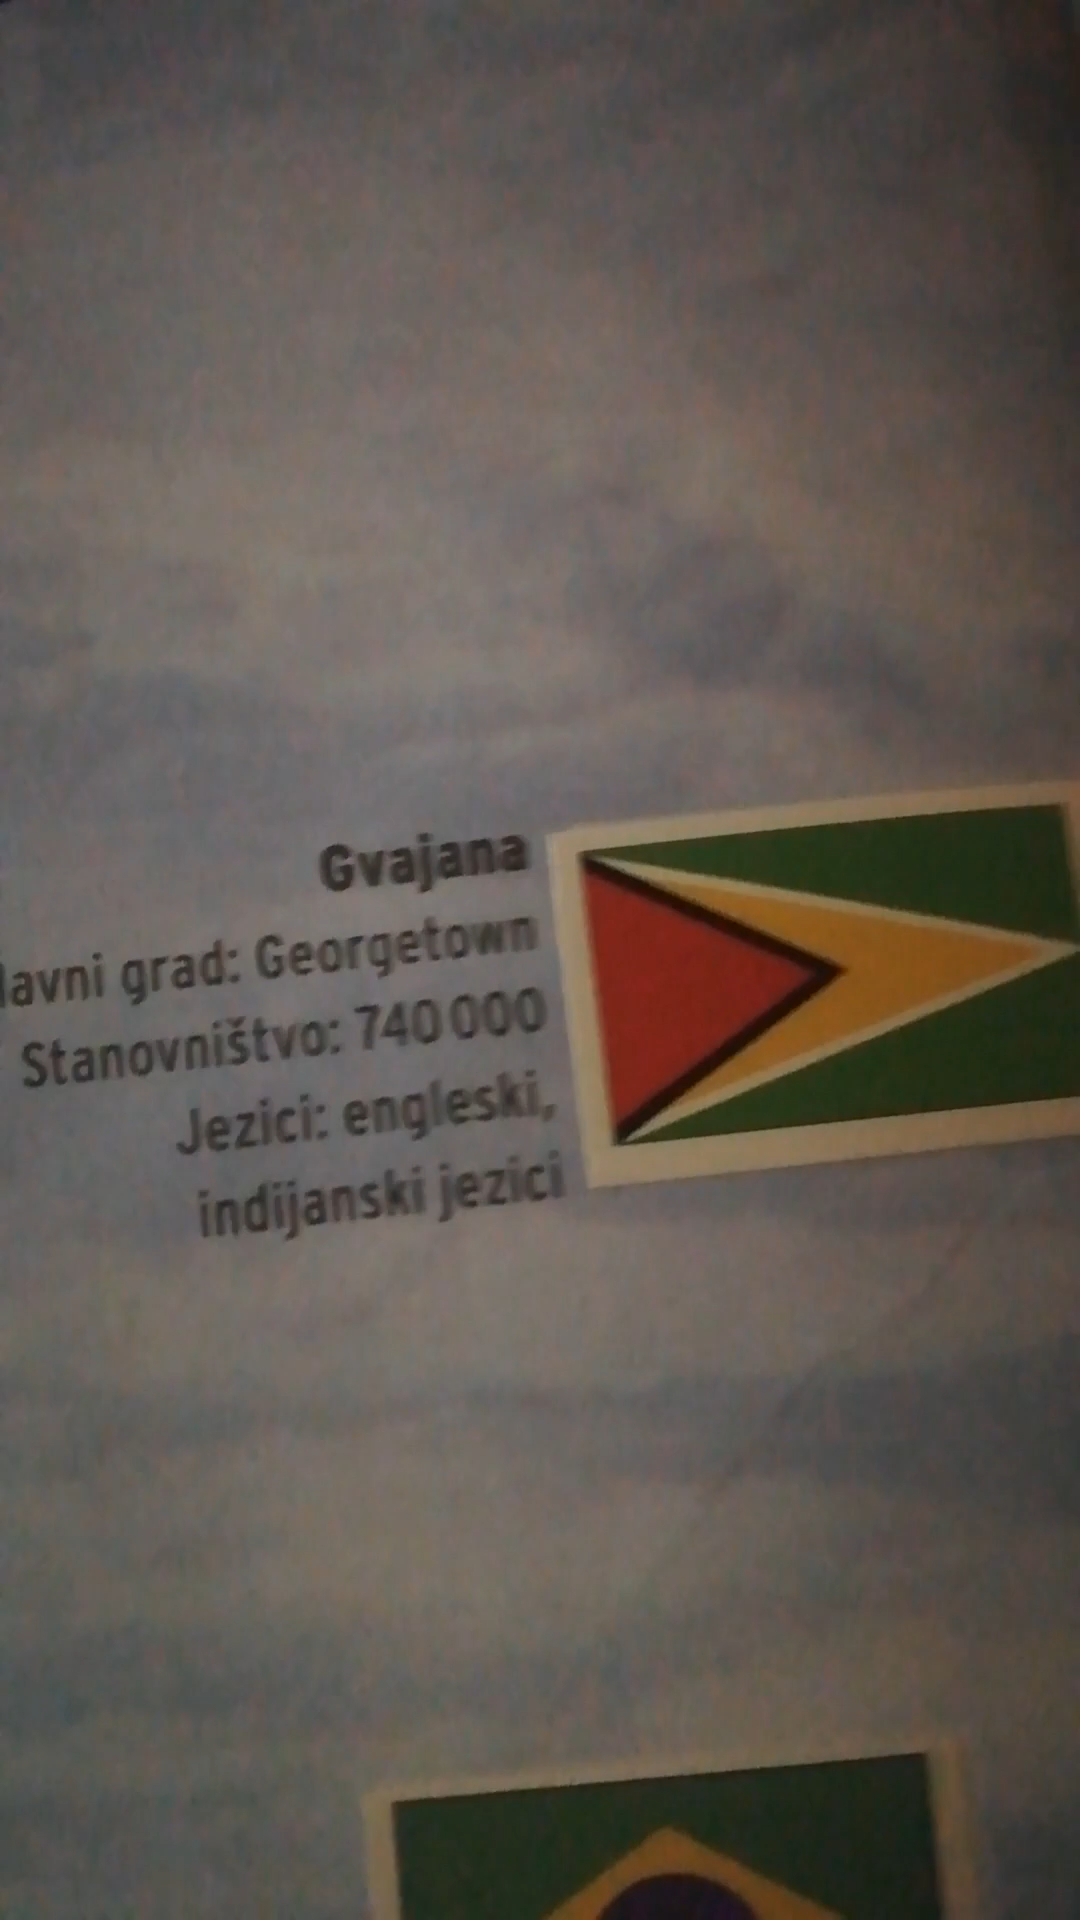 Gvajana
lavni grad: Georgetown
Stanovništvo: 740 000
Jezici: engleski,
indijanski jezici